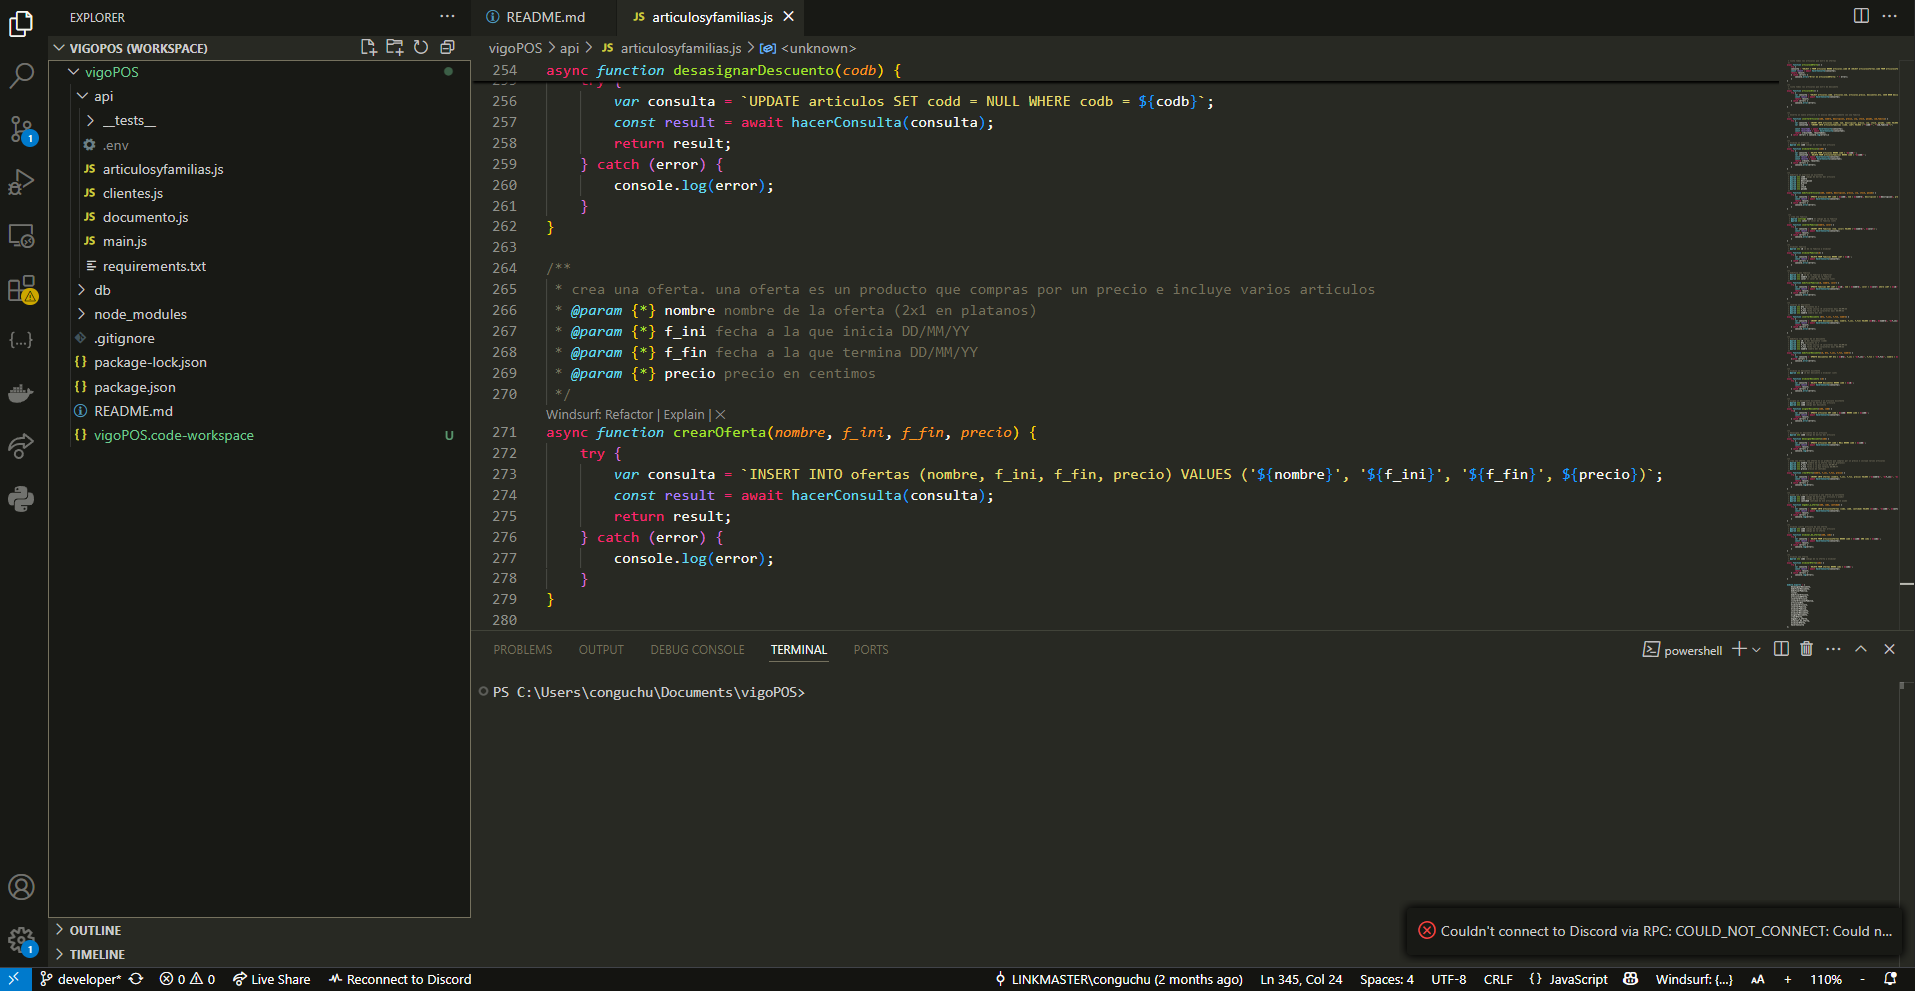 EXPLORER
VIGOPOS (WORKSPACE)
vigoPOS
api
__tests__
.env
JS articulosyfamilias.js
JS clientes.js
JS documento.js
JS main.js
requirements.txt
db
node_modules
.gitignore
{} package-lock.json
{} package.json
README.md
{} vigoPOS.code-workspace U
OUTLINE
TIMELINE
1
1
README.md
JS articulosyfamilias.js
vigoPOS > api > JS articulosyfamilias.js > <unknown>
254 async function desasignarDescuento(codb) {
256 var consulta = `UPDATE articulos SET codd = NULL WHERE codb = ${codb}`;
257 const result = await hacerConsulta(consulta);
258 return result;
259 } catch (error) {
260 console.log(error);
261 }
262 }
263
264 /**
265 * crea una oferta. una oferta es un producto que compras por un precio e incluye varios articulos
266 * @param {*} nombre nombre de la oferta (2x1 en platanos)
267 * @param {*} f_ini fecha a la que inicia DD/MM/YY
268 * @param {*} f_fin fecha a la que termina DD/MM/YY
269 * @param {*} precio precio en centimos
270 */
Windsurf: Refactor | Explain | X
271 async function crearOferta(nombre, f_ini, f_fin, precio) {
272 try {
273 var consulta = `INSERT INTO ofertas (nombre, f_ini, f_fin, precio) VALUES ('${nombre}', '${f_ini}', '${f_fin}', ${precio})`;
274 const result = await hacerConsulta(consulta);
275 return result;
276 } catch (error) {
277 console.log(error);
278 }
279 }
280
PROBLEMS OUTPUT DEBUG CONSOLE TERMINAL PORTS
powershell
PS C:\Users\conguchu\Documents\vigoPOS>
Couldn't connect to Discord via RPC: COULD_NOT_CONNECT: Could n...
developer* 0 0 Live Share Reconnect to Discord
LINKMASTER\conguchu (2 months ago) Ln 345, Col 24 Spaces: 4 UTF-8 CRLF {} JavaScript Windsurf: {...} AA + 110% -